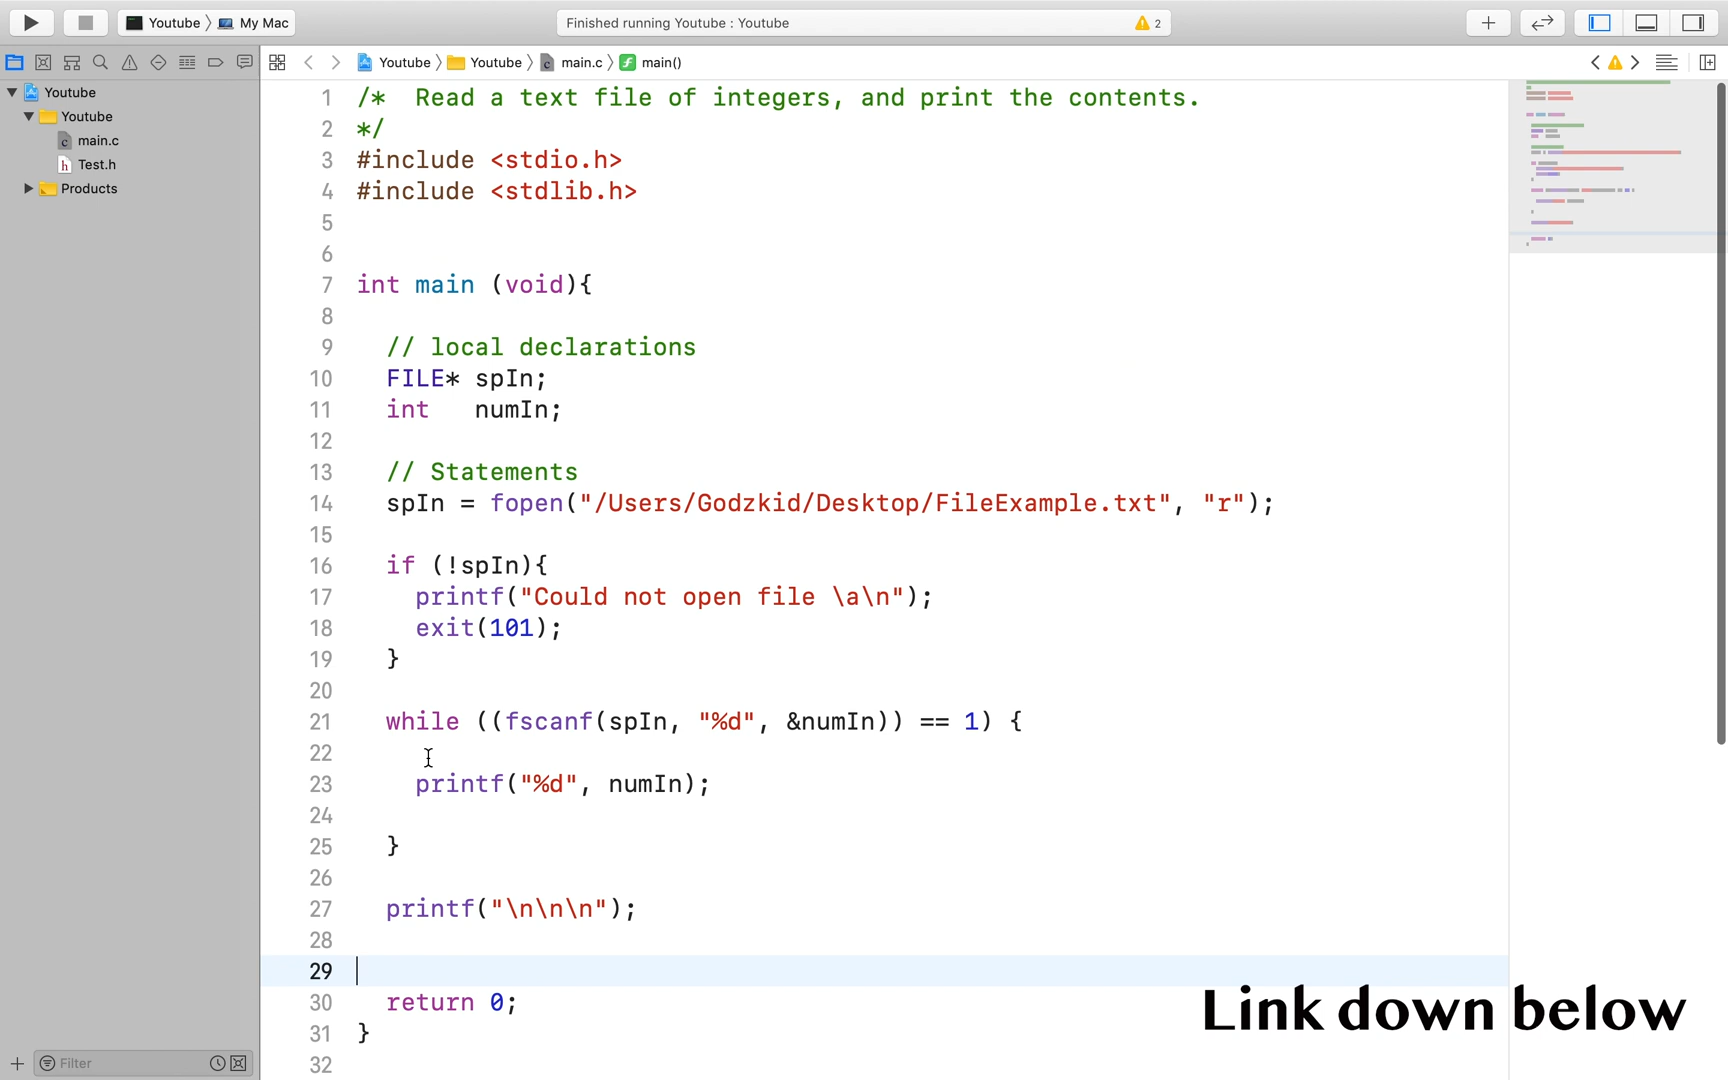 Youtube 〉 My Mac
Finished running Youtube : Youtube
2
Youtube 〉 Youtube 〉 main.c 〉 main()
Youtube
Youtube
main.c
Test.h
Products
1 /*  Read a text file of integers, and print the contents.
2 */
3 #include <stdio.h>
4 #include <stdlib.h>
5
6
7 int main (void){
8
9   // local declarations
10   FILE* spIn;
11   int   numIn;
12
13   // Statements
14   spIn = fopen("/Users/Godzkid/Desktop/FileExample.txt", "r");
15
16   if (!spIn){
17     printf("Could not open file \a\n");
18     exit(101);
19   }
20
21   while ((fscanf(spIn, "%d", &numIn)) == 1) {
22
23     printf("%d", numIn);
24
25   }
26
27   printf("\n\n\n");
28
29
30   return 0;
31 }
32
Link down below
Filter